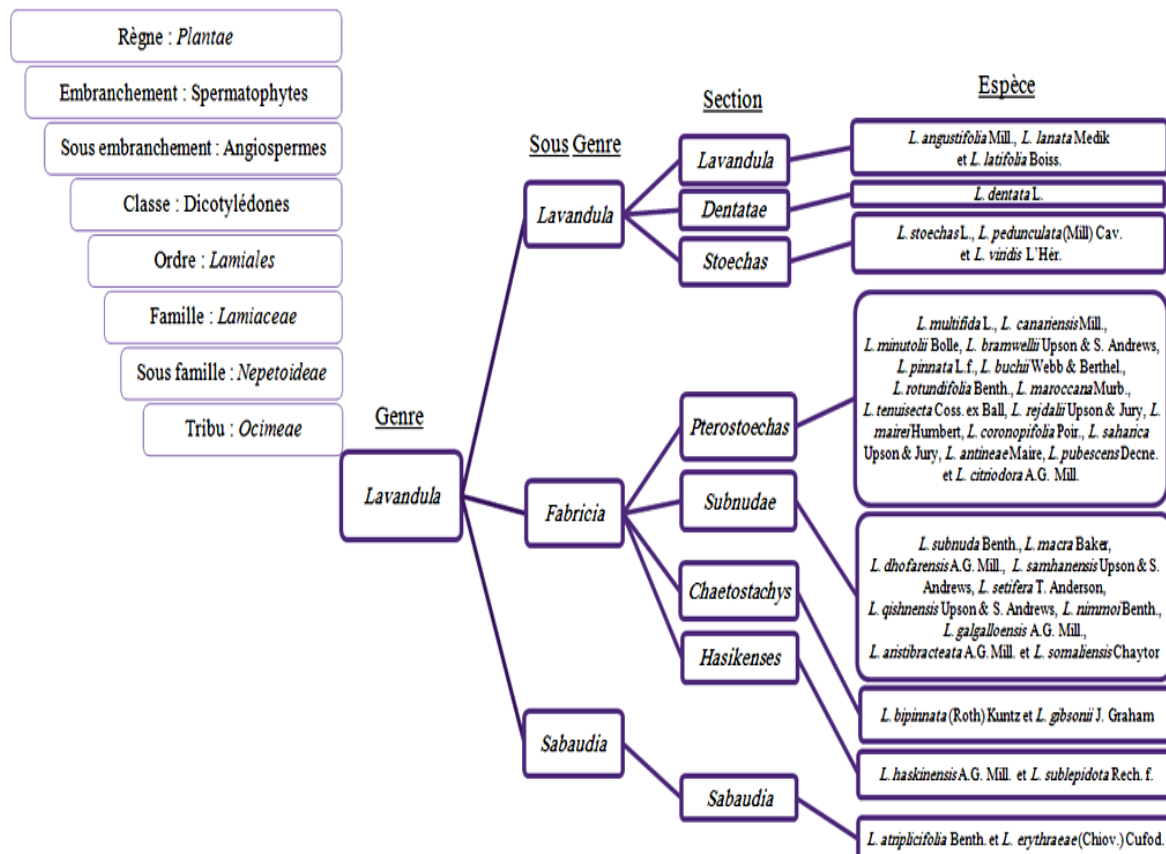 Règne : Plantae
Embranchement : Spermatophytes
Sous embranchement : Angiospermes
Classe : Dicotylédones
Ordre : Lamiales
Famille : Lamiaceae
Sous famille : Nepetoideae
Tribu : Ocimeae
Genre
Lavandula
Sous Genre
Lavandula
Fabricia
Sabaudia
Section
Lavandula
Dentatae
Stoechas
Pterostoechas
Subnudae
Chaetostachys
Hasikenses
Sabaudia
Espèce
L. angustifolia Mill., L. lanata Medik
et L. latifolia Boiss.
L. dentata L.
L. stoechas L., L. pedunculata (Mill) Cav.
et L. viridis L'Hér.
L. multifida L., L. canariensis Mill.,
L. minutolii Bolle, L. bramwellii Upson & S. Andrews,
L. pinnata L.f., L. buchii Webb & Berthel.,
L. rotundifolia Benth., L. maroccana Murb.,
L. tenuisecta Coss. ex Ball, L. rejdalii Upson & Jury, L.
mairei Humbert, L. coronopifolia Poir., L. saharica
Upson & Jury, L. antineae Maire, L. pubescens Decne.
et L. citriodora A.G. Mill.
L. subnuda Benth., L. macra Baker,
L. dhofarensis A.G. Mill., L. samhanensis Upson & S.
Andrews, L. setifera T. Anderson,
L. qishnensis Upson & S. Andrews, L. nimmoi Benth.,
L. galgalloensis A.G. Mill.,
L. aristibracteata A.G. Mill. et L. somaliensis Chaytor
L. bipinnata (Roth) Kuntz et L. gibsonii J. Graham
L. haskinensis A.G. Mill. et L. sublepidota Rech. f.
L. atriplicifolia Benth. et L. erythraeae (Chiov.) Cufod.